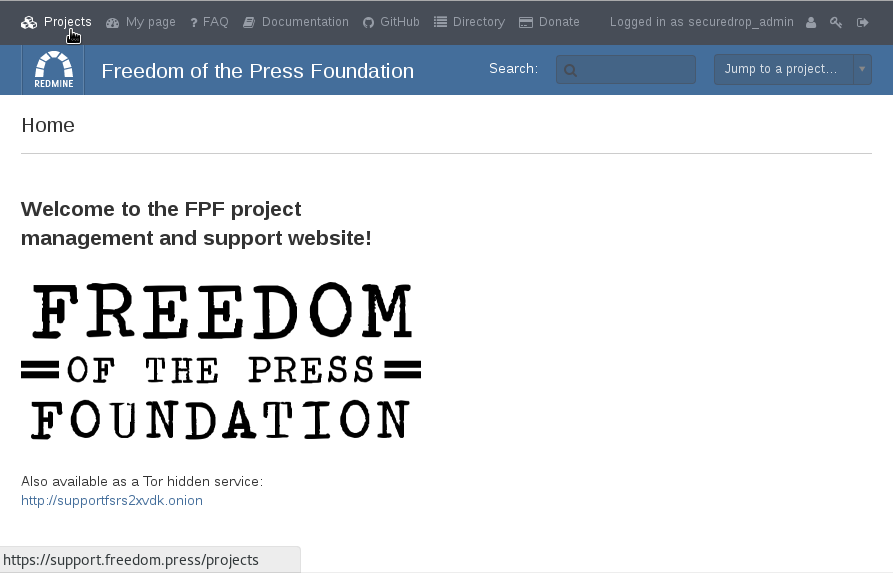 Projects My page ? FAQ Documentation GitHub Directory Donate Logged in as securedrop_admin
REDMINE Freedom of the Press Foundation Search: Jump to a project...
Home
Welcome to the FPF project
management and support website!
FREEDOM
OF THE PRESS
FOUNDATION
Also available as a Tor hidden service:
http://supportfsrs2xvdk.onion
https://support.freedom.press/projects